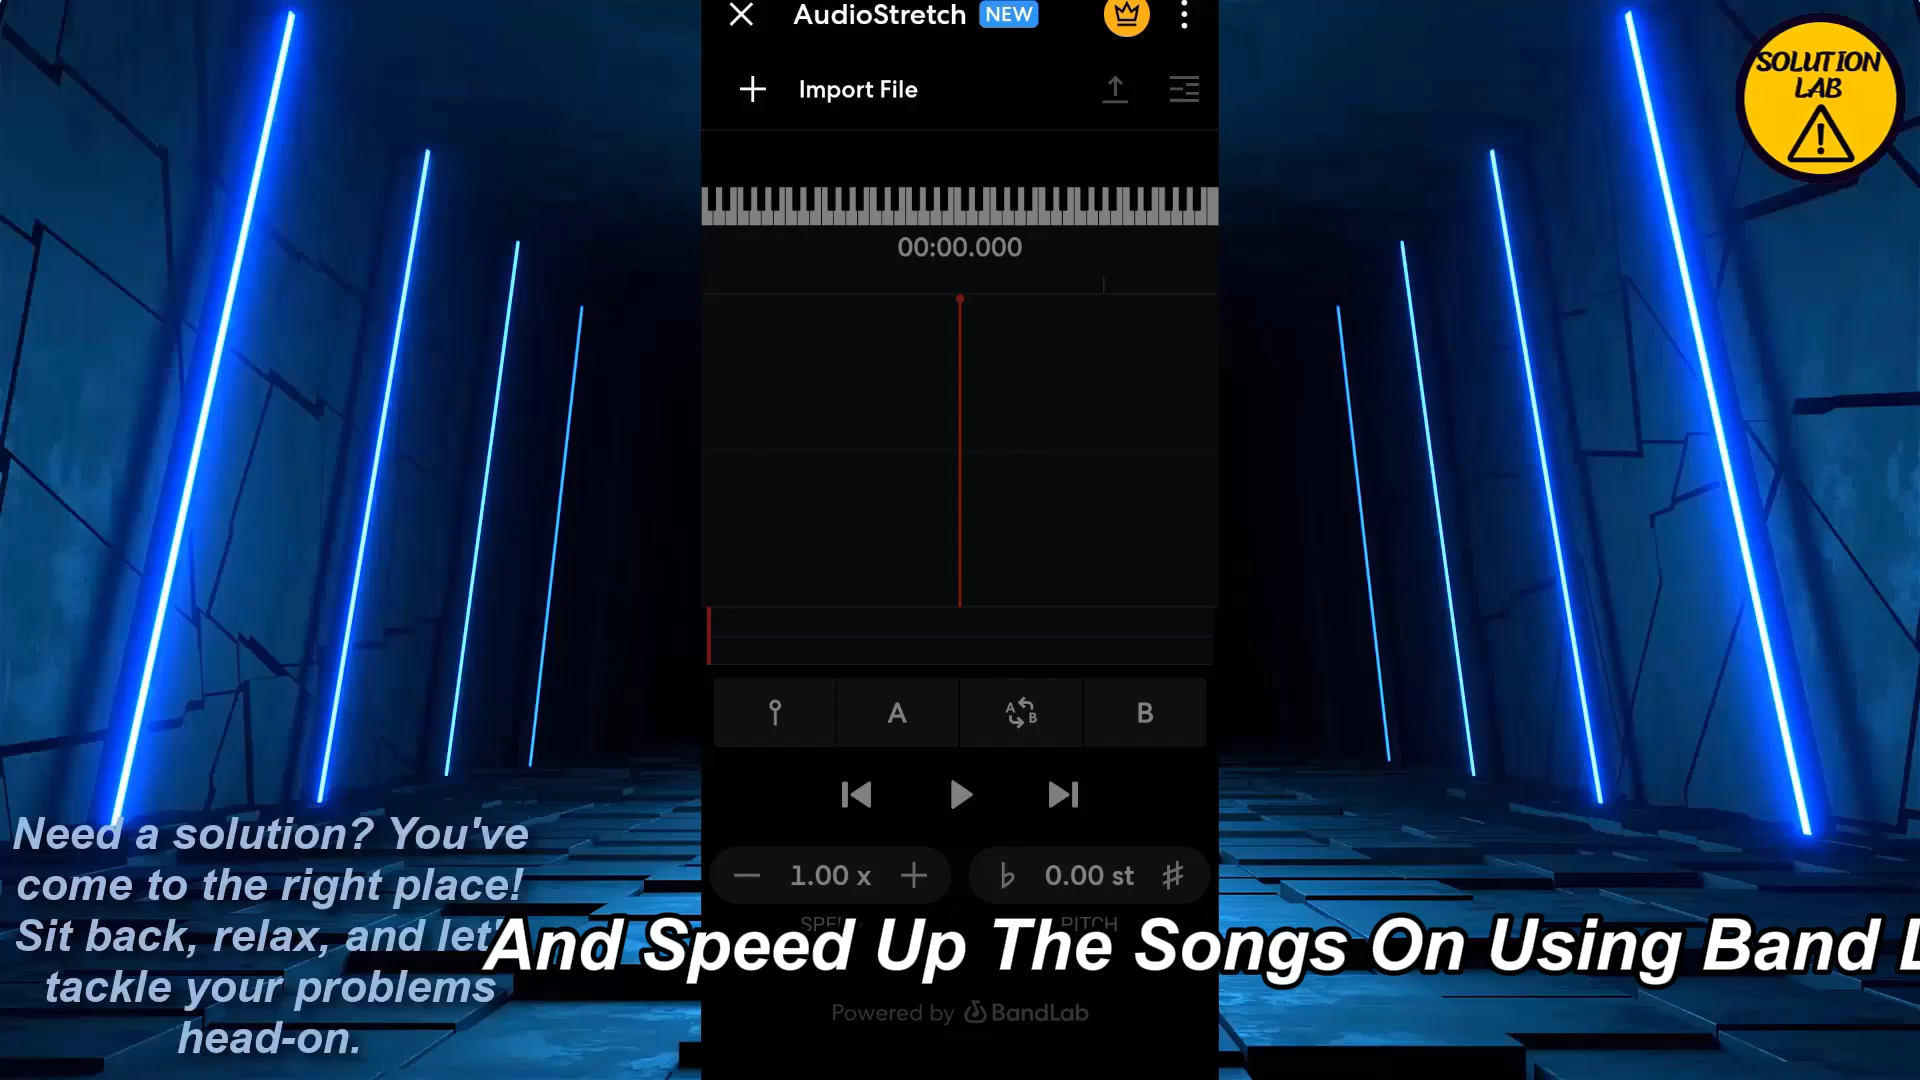 AudioStretch NEW
Import File
00:00.000
A
A B
B
1.00 x
0.00 st
PITCH
And Speed Up The Songs On Using Band
Powered by BandLab
Need a solution? You've
come to the right place!
Sit back, relax, and
tackle your problems
head-on.
SOLUTION
LAB